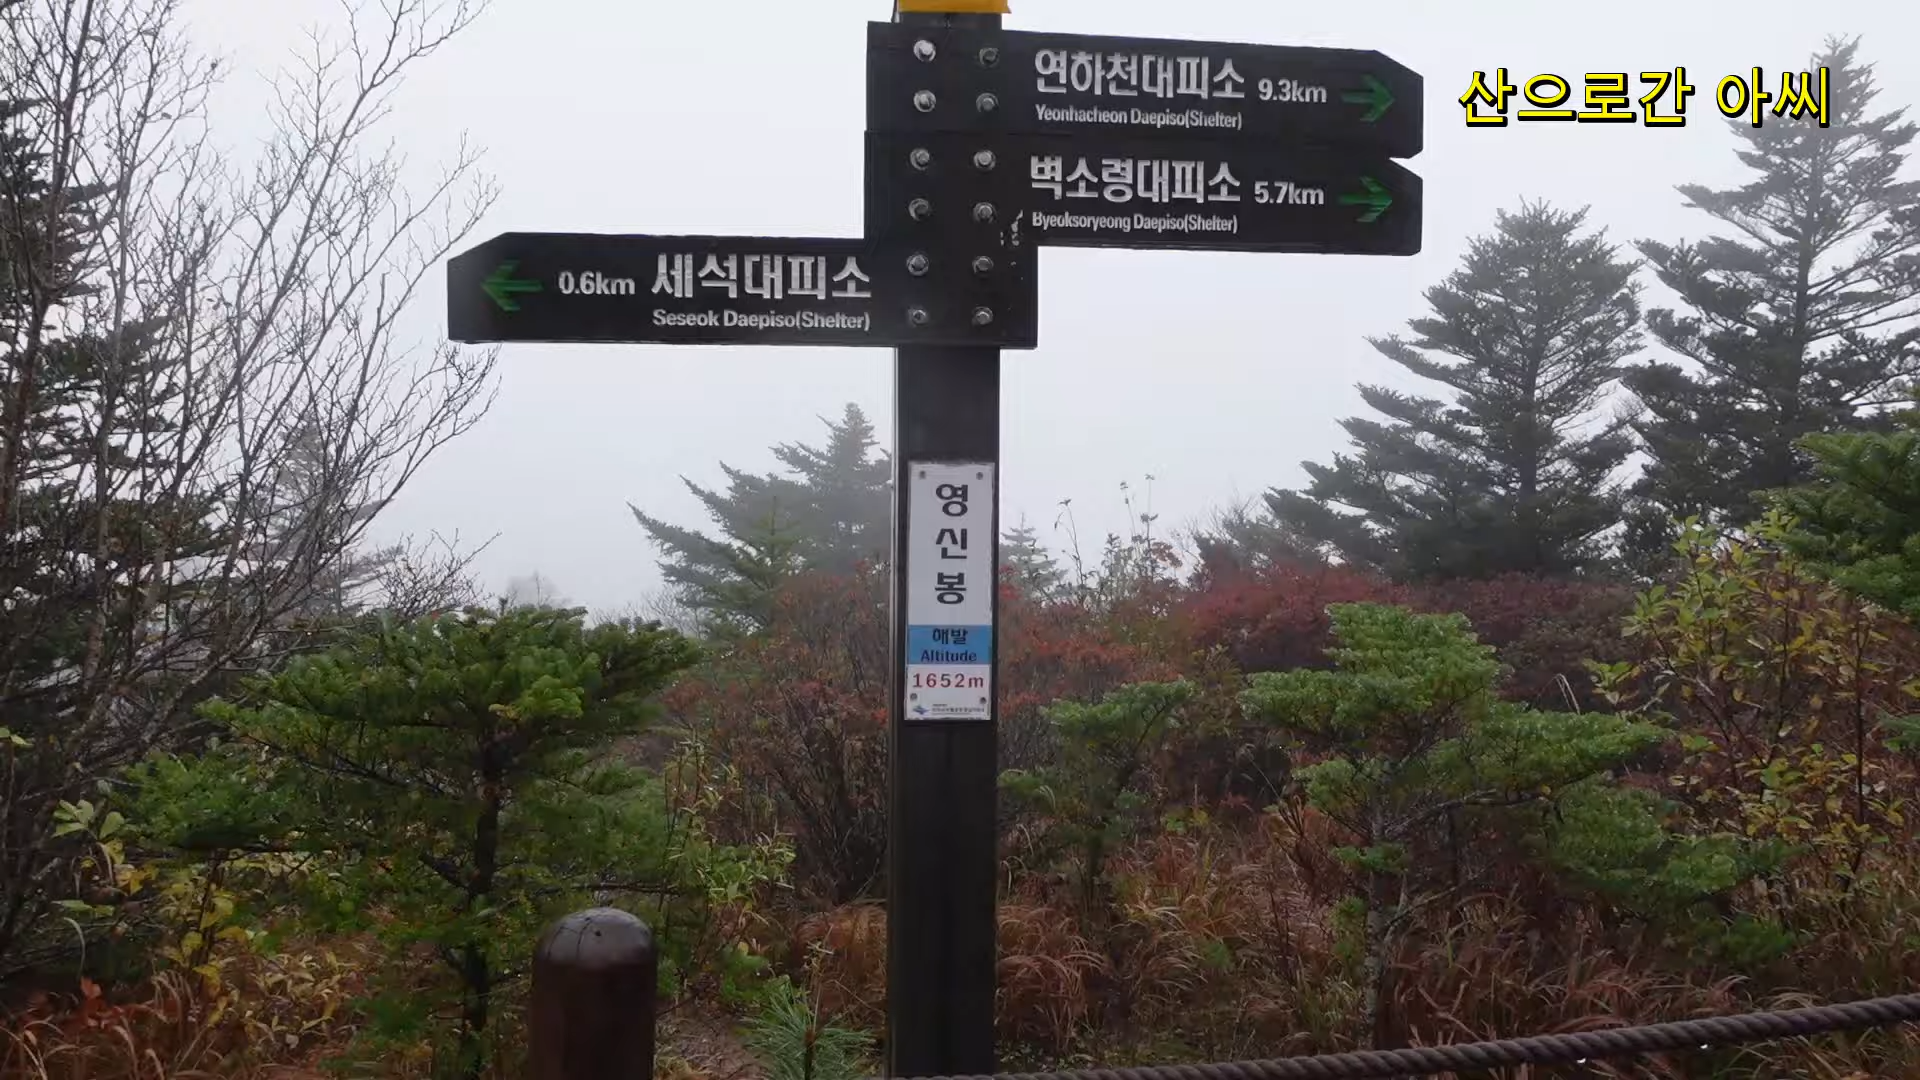 연하천대피소 9.3km
Yeonhacheon Daepiso(Shelter)
산으로간 아씨
벽소령대피소 5.7km
Byeoksoryeong Daepiso(Shelter)
0.6km 세석대피소
Seseok Daepiso(Shelter)
영신봉
해발
Altitude
1652m